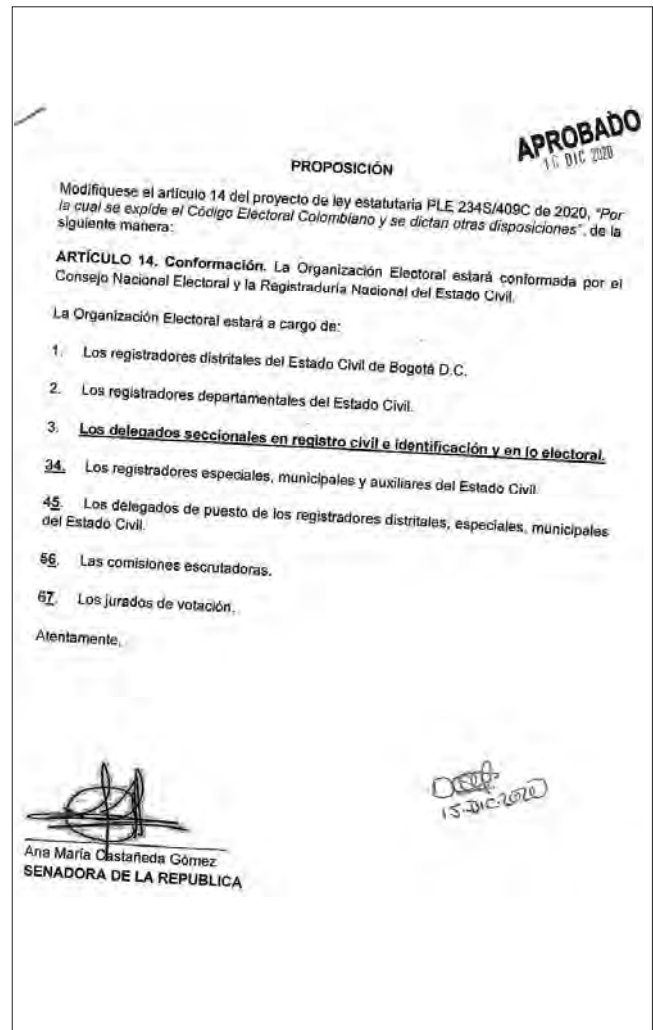 APROBADO
16 DIC 2020
PROPOSICIÓN
Modifíquese el artículo 14 del proyecto de ley estatutaria PLE 234S/409C de 2020, "Por
la cual se expide el Código Electoral Colombiano y se dictan otras disposiciones", de la
siguiente manera:
ARTÍCULO 14. Conformación. La Organización Electoral estará conformada por el
Consejo Nacional Electoral y la Registraduría Nacional del Estado Civil.
La Organización Electoral estará a cargo de:
1. Los registradores distritales del Estado Civil de Bogotá D.C.
2. Los registradores departamentales del Estado Civil.
3. Los delegados seccionales en registro civil e identificación y en lo electoral.
34. Los registradores especiales, municipales y auxiliares del Estado Civil
45. Los delegados de puesto de los registradores distritales, especiales, municipales
del Estado Civil.
56. Las comisiones escrutadoras.
67. Los jurados de votación.
Atentamente,
15-DIC-2020
Ana María Castañeda Gómez
SENADORA DE LA REPUBLICA